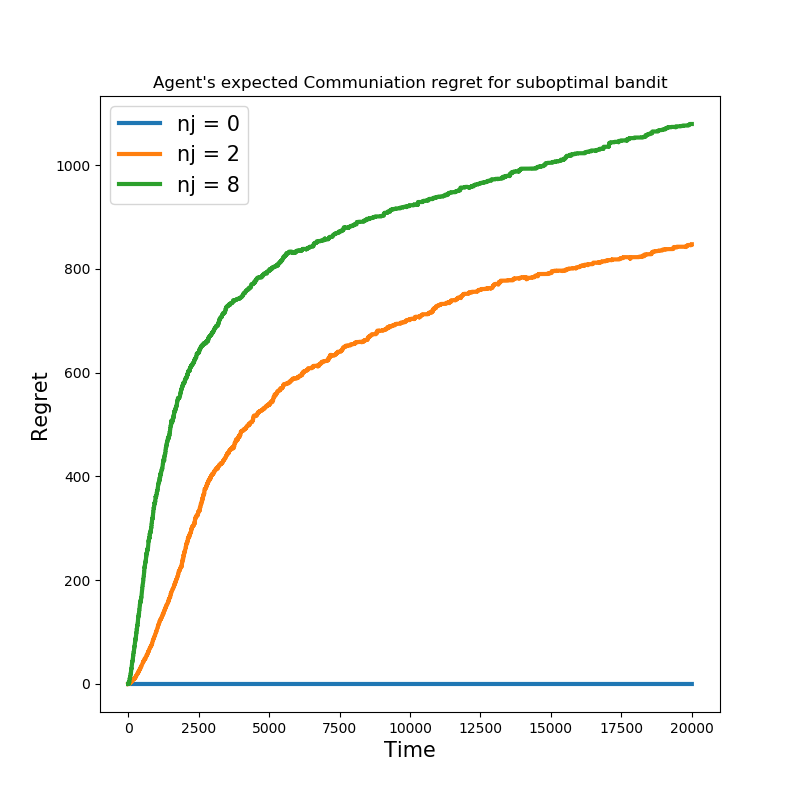 Agent's expected Communiation regret for suboptimal bandit
nj = 0
nj = 2
nj = 8
Regret
1000
800
600
400
200
0
0 2500 5000 7500 10000 12500 15000 17500 20000
Time